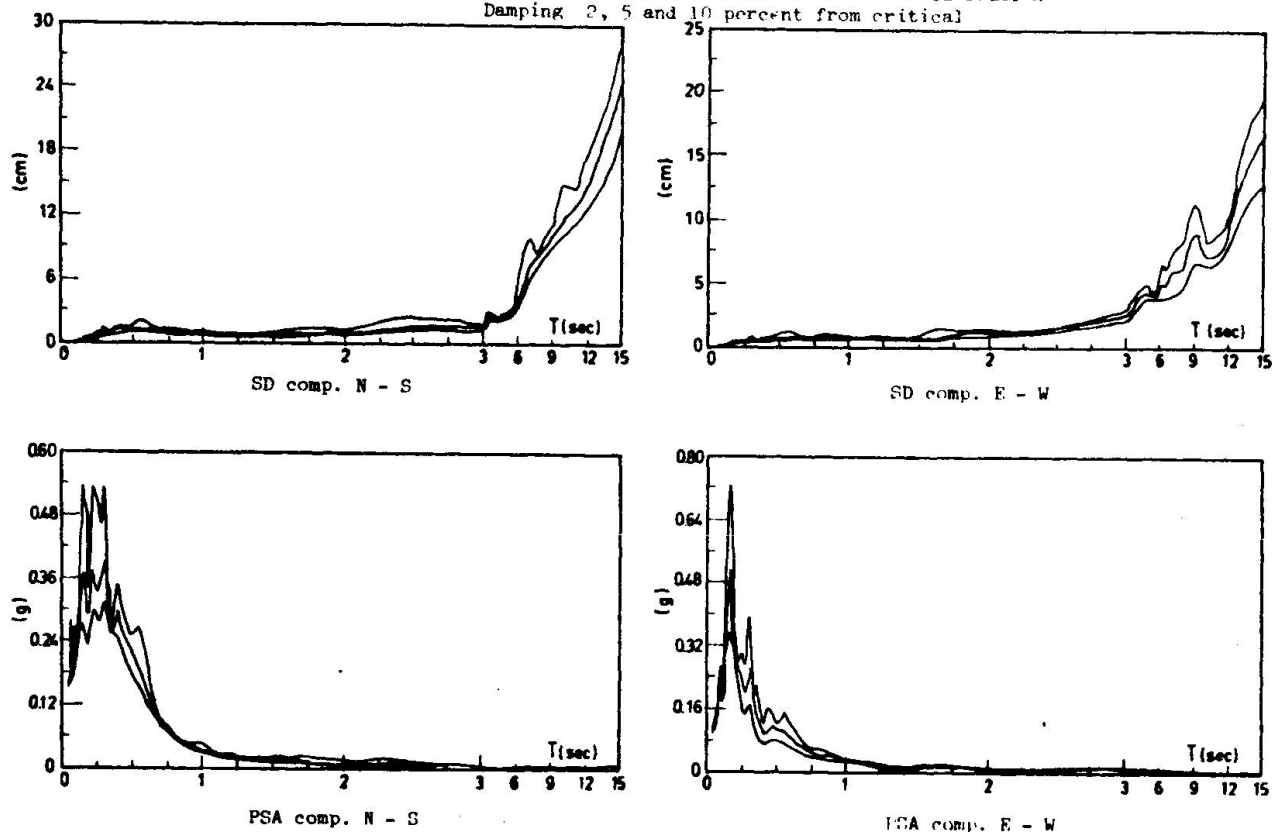 Damping 2, 5 and 10 percent from critical
30
24
18
12
6
0
(cm)
T(sec)
0 1 2 3 6 9 12 15
SD comp. N - S
25
20
15
10
5
0
(cm)
T(sec)
0 1 2 3 6 9 12 15
SD comp. E - W
0.60
0.48
0.36
0.24
0.12
0
(g)
T(sec)
0 1 2 3 6 9 12 15
PSA comp. N - S
0.80
0.64
0.48
0.32
0.16
0
(g)
T(sec)
0 1 2 3 6 9 12 15
PSA comp. E - W